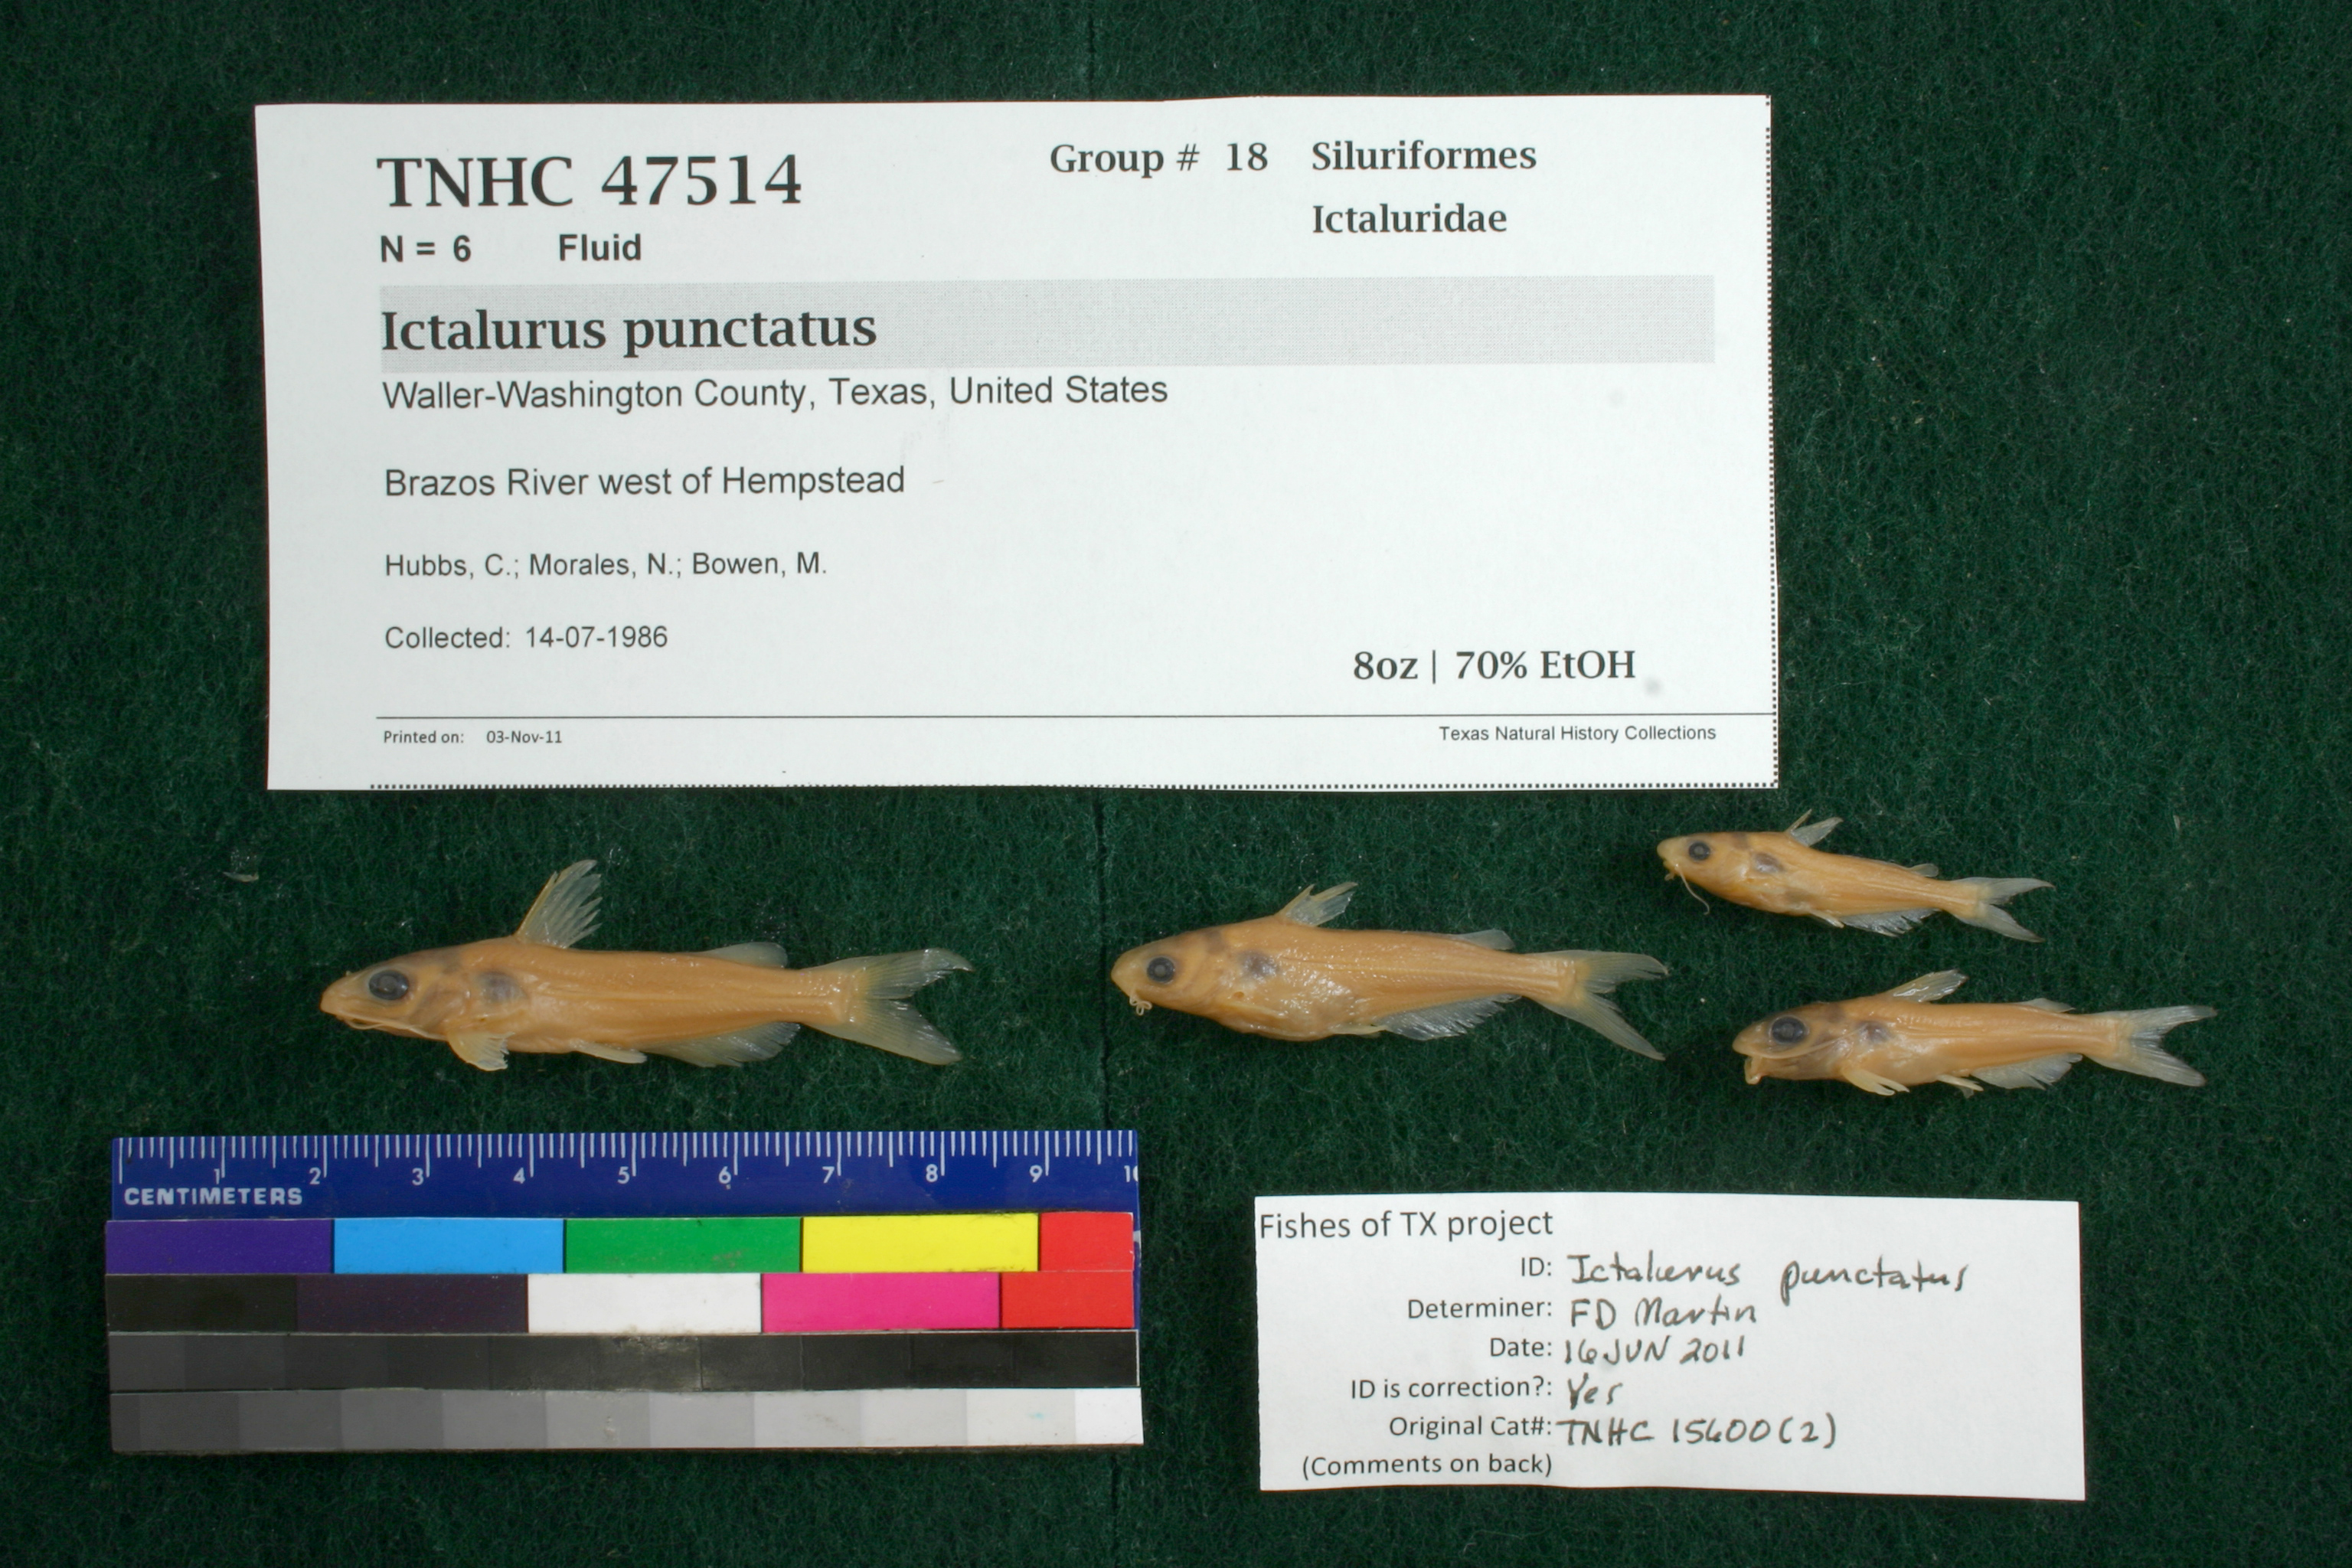 TNHC 47514 Group # 18 Siluriformes
Ictaluridae
N = 6 Fluid
Ictalurus punctatus
Waller-Washington County, Texas, United States
Brazos River west of Hempstead
Hubbs, C.; Morales, N.; Bowen, M.
Collected: 14-07-1986
8oz | 70% EtOH
Printed on: 03-Nov-11 Texas Natural History Collections
1 2 3 4 5 6 7 8 9 10
CENTIMETERS
Fishes of TX project
ID: Ictalurus punctatus
Determiner: FD Martin
Date: 16 JUN 2011
ID is correction?: Yes
Original Cat#: TNHC 15600(2)
(Comments on back)